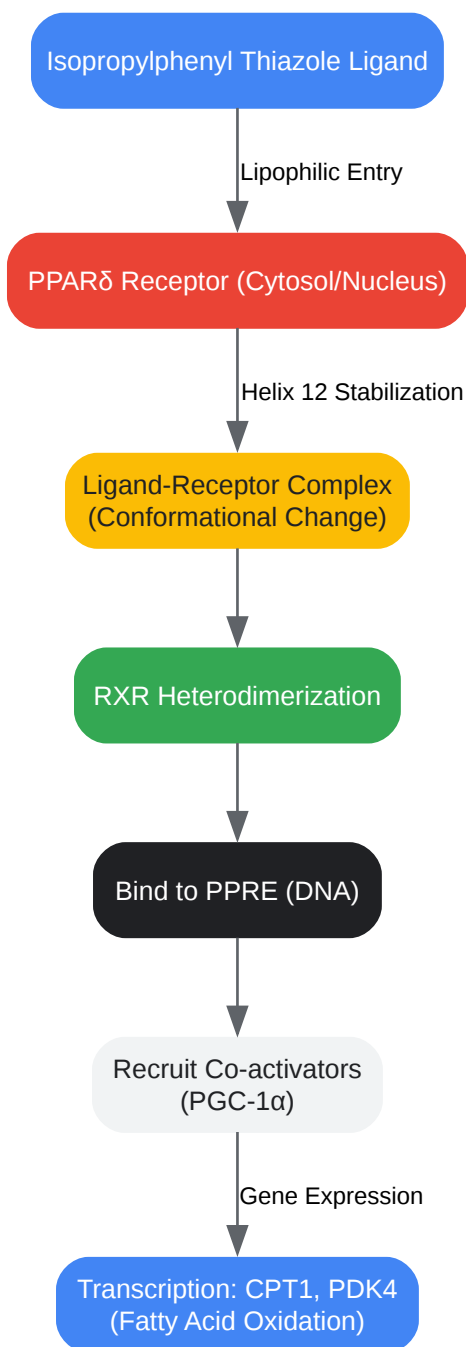 Isopropylphenyl Thiazole Ligand
Lipophilic Entry
PPARδ Receptor (Cytosol/Nucleus)
Helix 12 Stabilization
Ligand-Receptor Complex
(Conformational Change)
RXR Heterodimerization
Bind to PPRE (DNA)
Recruit Co-activators
(PGC-1α)
Gene Expression
Transcription: CPT1, PDK4
(Fatty Acid Oxidation)